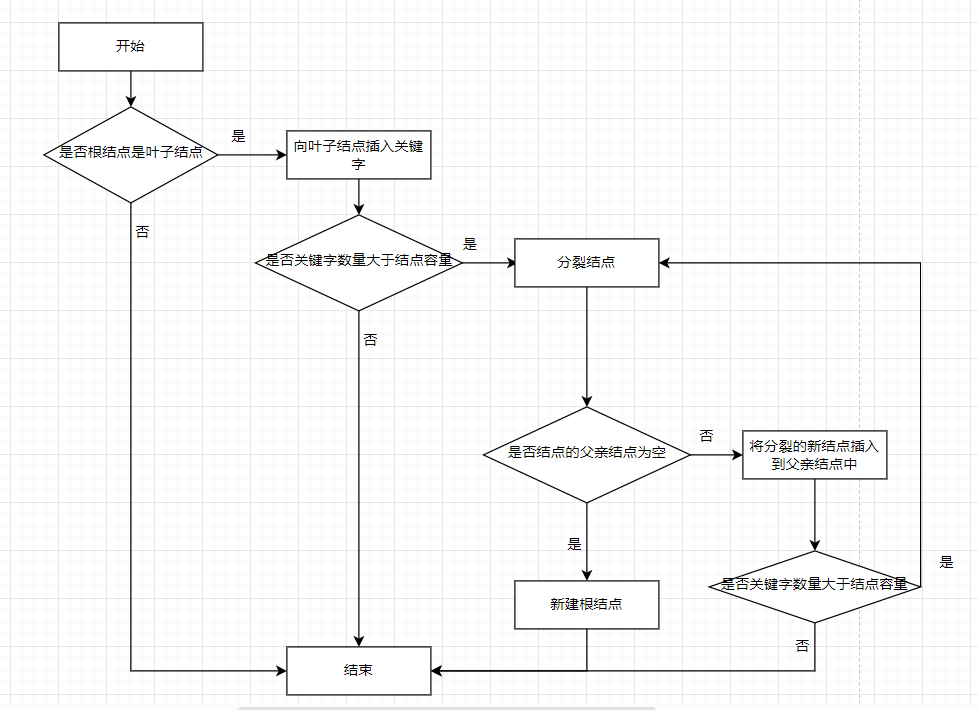 开始
是否根结点是叶子结点
是
向叶子结点插入关键
字
否
是否关键字数量大于结点容量
是
分裂结点
否
是否结点的父亲结点为空
否
将分裂的新结点插入
到父亲结点中
是
是否关键字数量大于结点容量
是
新建根结点
否
结束